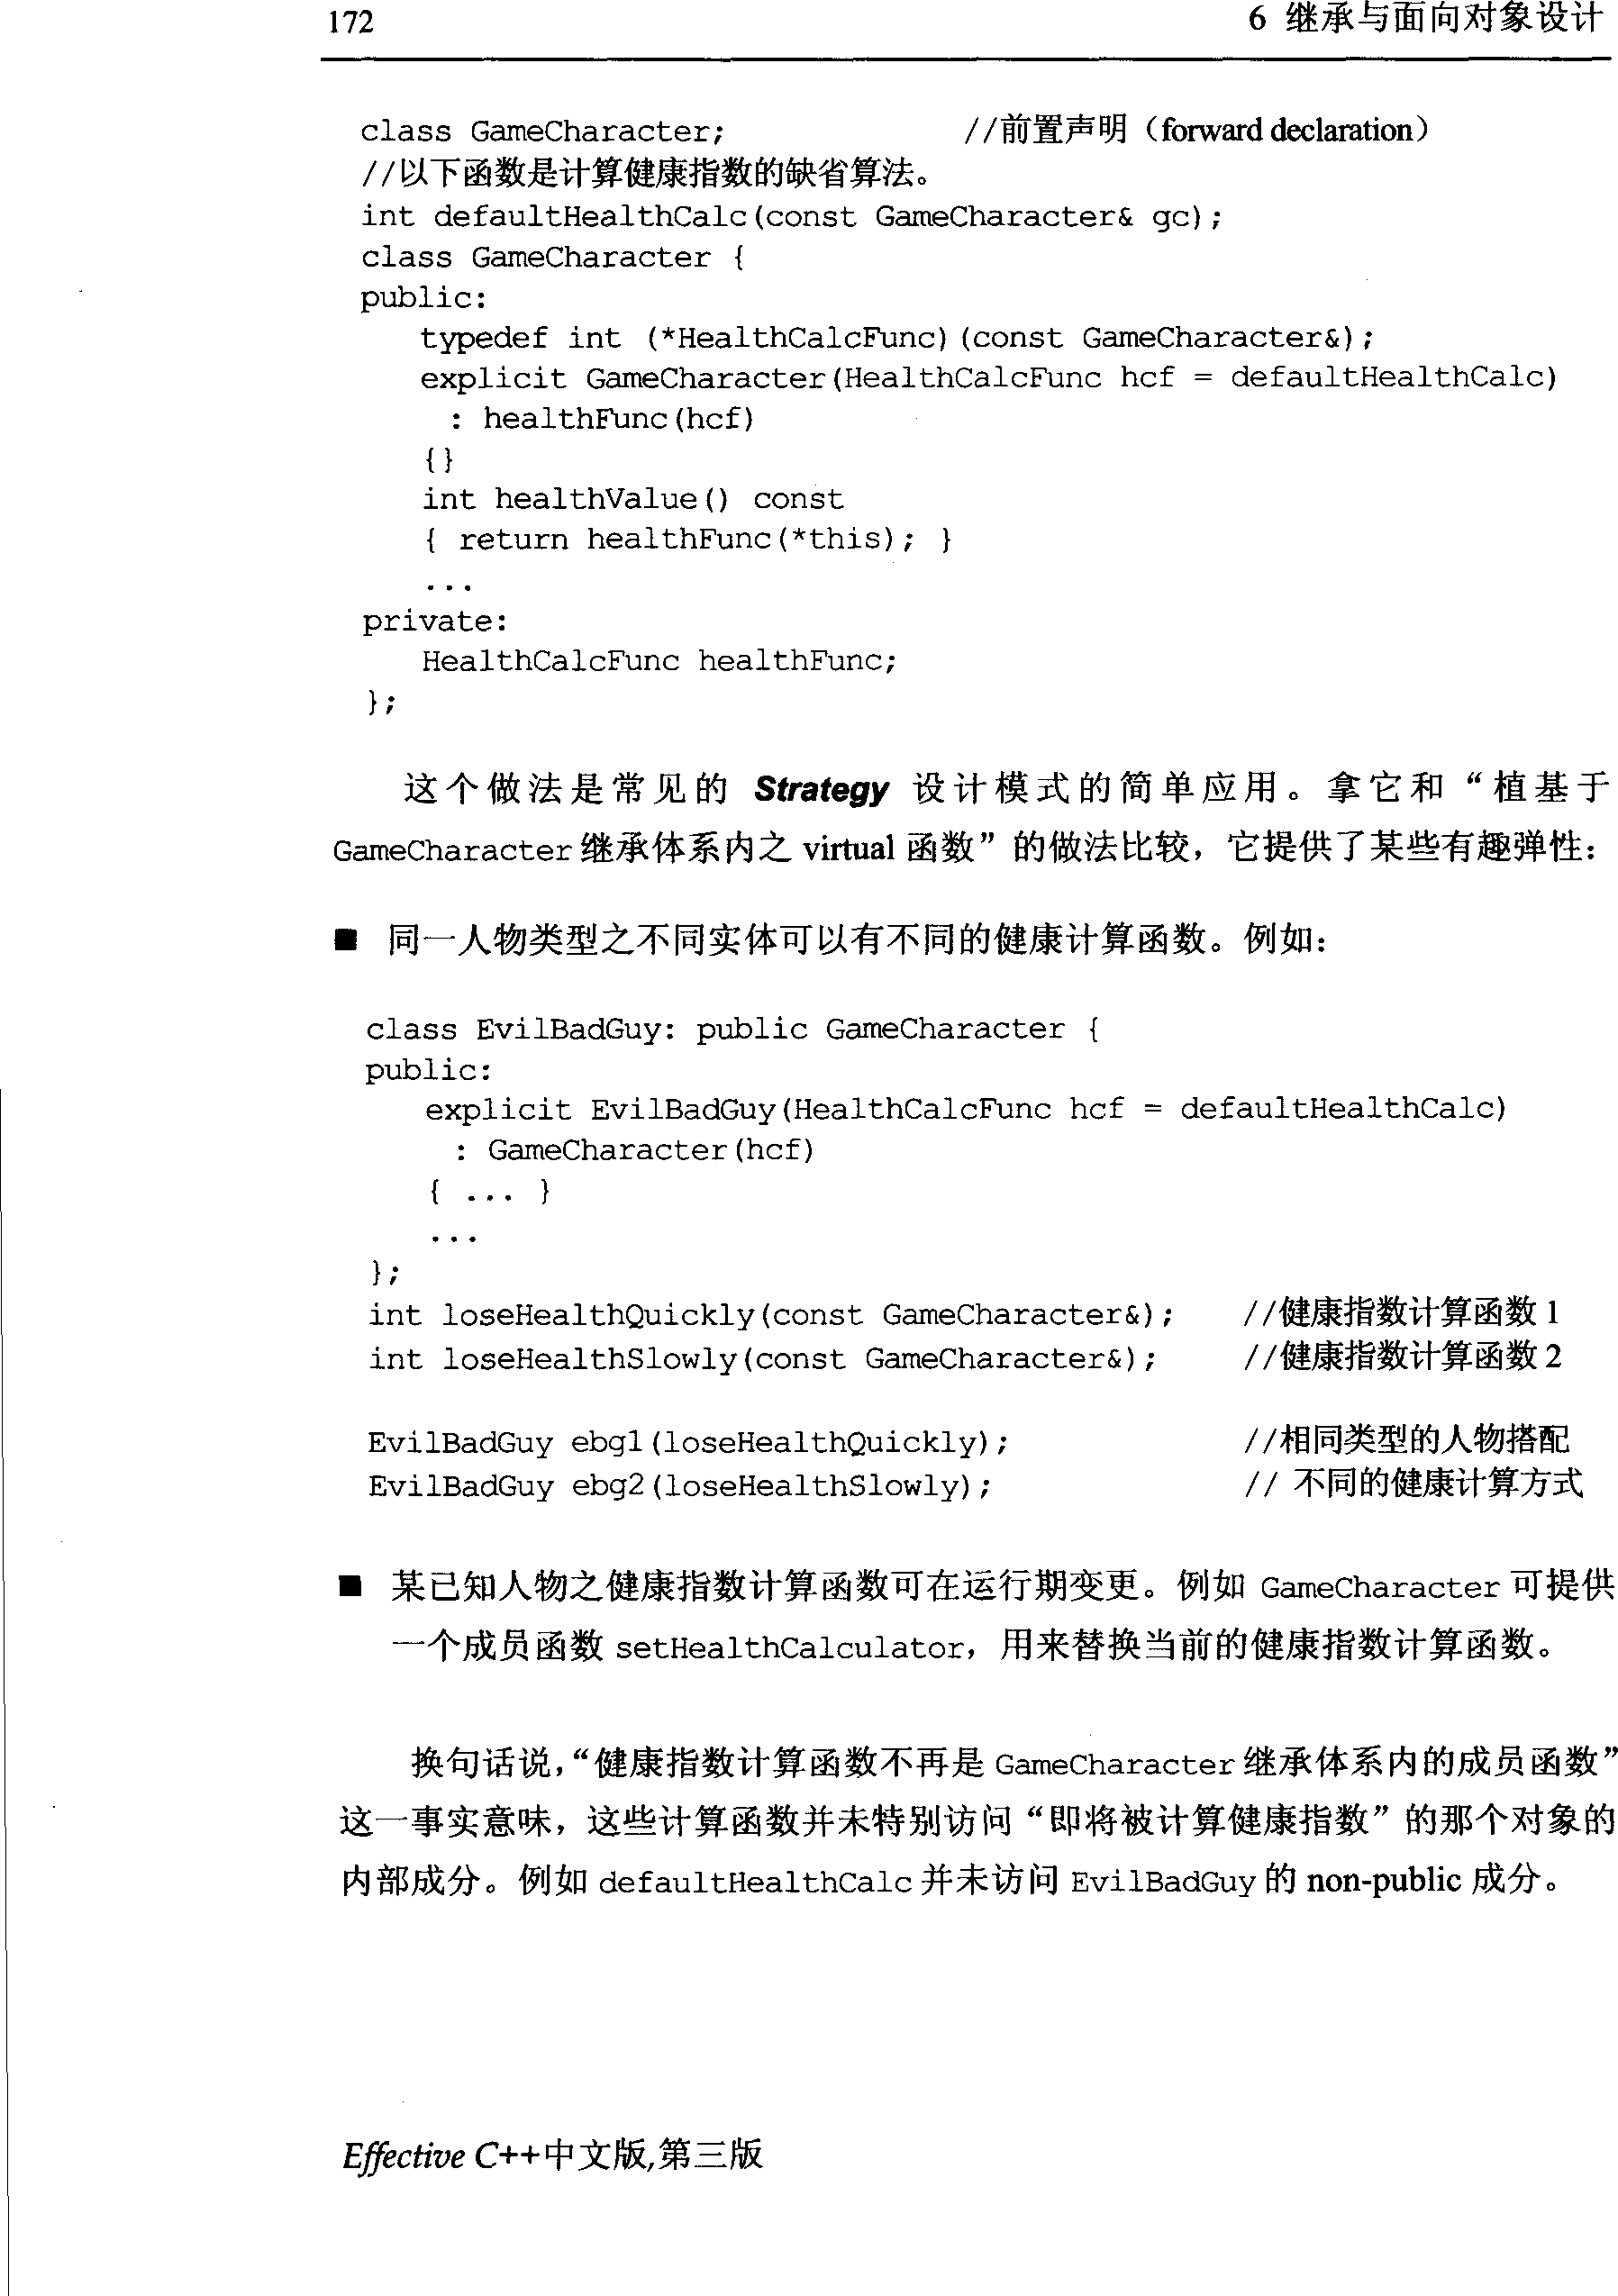 172
6 继承与面向对象设计
class GameCharacter; //前置声明（forward declaration）
//以下函数是计算健康指数的缺省算法。
int defaultHealthCalc(const GameCharacter& gc);
class GameCharacter {
public:
typedef int (*HealthCalcFunc)(const GameCharacter&);
explicit GameCharacter(HealthCalcFunc hcf = defaultHealthCalc)
: healthFunc(hcf)
{}
int healthValue() const
{ return healthFunc(*this); }
...
private:
HealthCalcFunc healthFunc;
};
这个做法是常见的 Strategy 设计模式的简单应用。拿它和“植基于
GameCharacter 继承体系内之 virtual 函数”的做法比较，它提供了某些有趣弹性：
■ 同一人物类型之不同实体可以有不同的健康计算函数。例如：
class EvilBadGuy: public GameCharacter {
public:
explicit EvilBadGuy(HealthCalcFunc hcf = defaultHealthCalc)
: GameCharacter(hcf)
{ ... }
...
};
int loseHealthQuickly(const GameCharacter&); //健康指数计算函数 1
int loseHealthSlowly(const GameCharacter&); //健康指数计算函数 2
EvilBadGuy ebg1(loseHealthQuickly); //相同类型的人物搭配
EvilBadGuy ebg2(loseHealthSlowly); // 不同的健康计算方式
■ 某已知人物之健康指数计算函数可在运行期变更。例如 GameCharacter 可提供
一个成员函数 setHealthCalculator，用来替换当前的健康指数计算函数。
换句话说，“健康指数计算函数不再是 GameCharacter 继承体系内的成员函数”
这一事实意味，这些计算函数并未特别访问“即将被计算健康指数”的那个对象的
内部成分。例如 defaultHealthCalc 并未访问 EvilBadGuy 的 non-public 成分。
Effective C++中文版,第三版